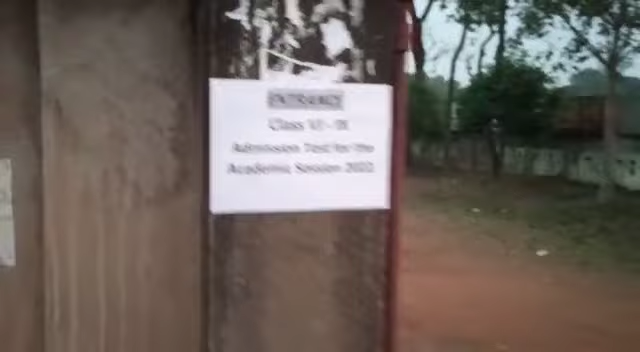 ENTRANCE
Class VI - IX
Admission Test for the
Academic Session 2022